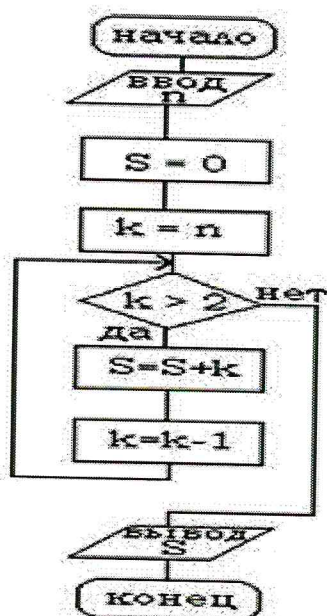 начало
ввод
n
S = 0
k = n
k > 2
нет
да
S=S+k
k=k-1
вывод
S
конец